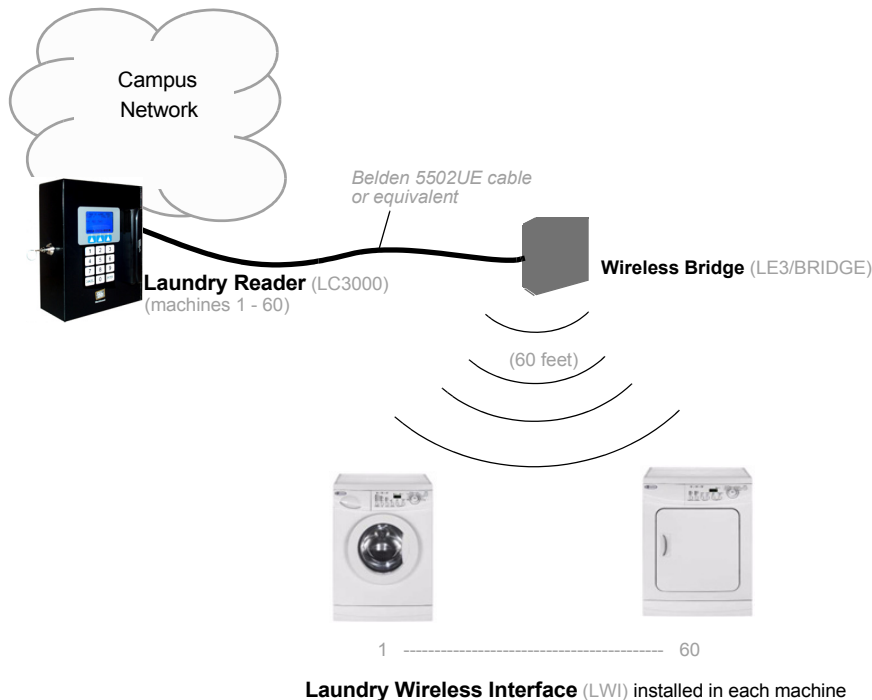 Campus
Network
Belden 5502UE cable
or equivalent
Laundry Reader (LC3000)
(machines 1 - 60)
Wireless Bridge (LE3/BRIDGE)
(60 feet)
1 ------------------------------------------ 60
Laundry Wireless Interface (LWI) installed in each machine